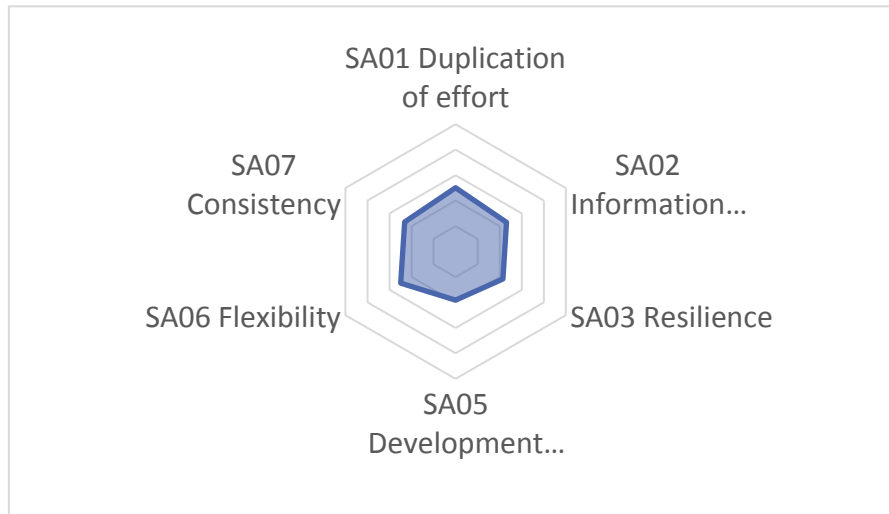 SA01 Duplication
of effort
SA02
Information...
SA03 Resilience
SA05
Development...
SA06 Flexibility
SA07
Consistency